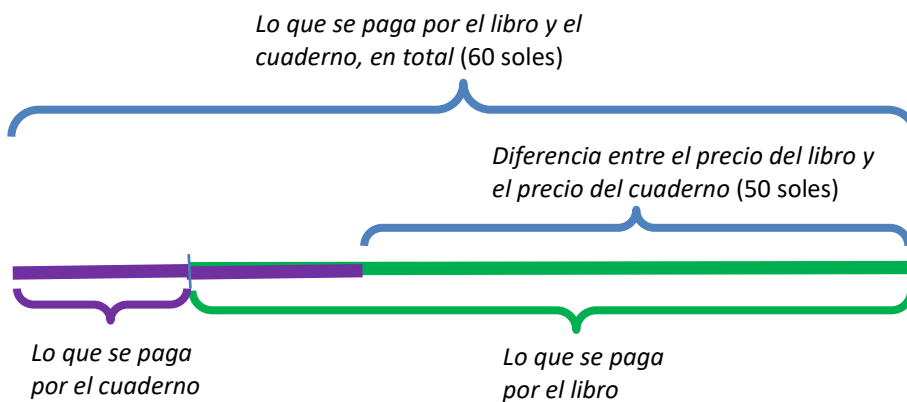 Lo que se paga por el libro y el
cuaderno, en total (60 soles)
Diferencia entre el precio del libro y
el precio del cuaderno (50 soles)
Lo que se paga
por el cuaderno
Lo que se paga
por el libro